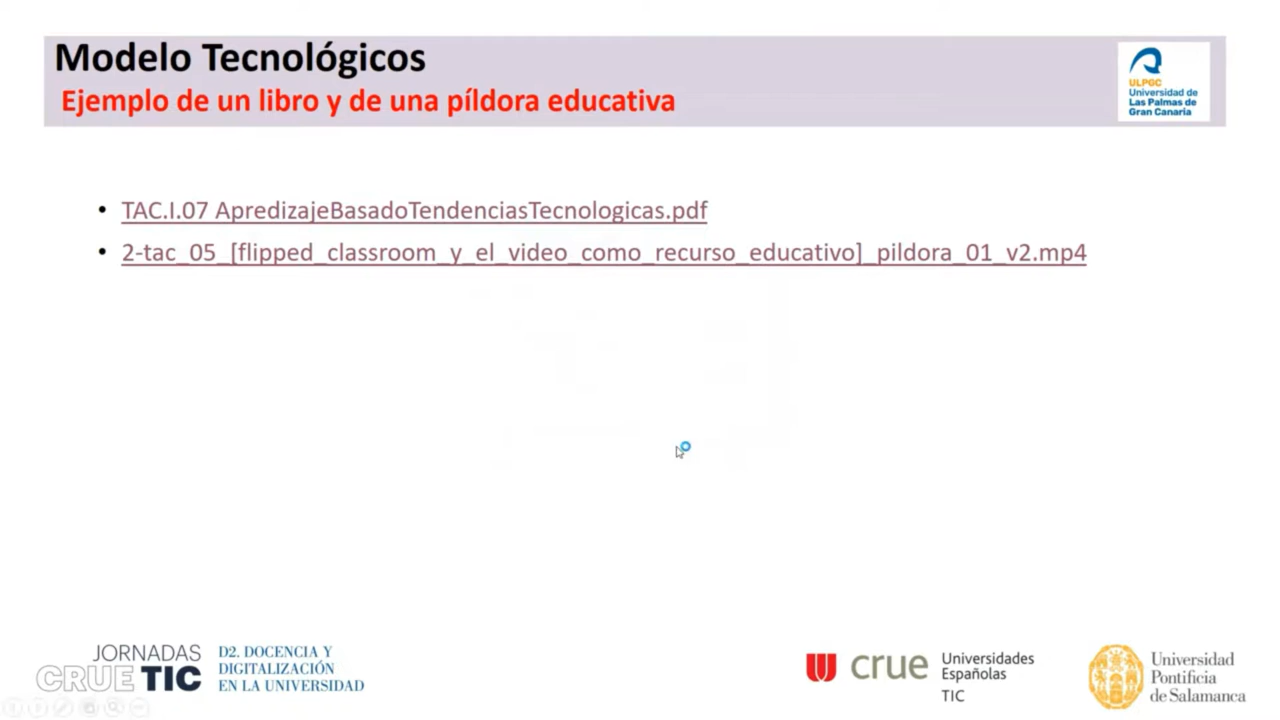 Modelo Tecnológicos
Ejemplo de un libro y de una píldora educativa
ULPGC
Universidad de
Las Palmas de
Gran Canaria
• TAC.I.07 ApredizajeBasadoTendenciasTecnologicas.pdf
• 2-tac_05_[flipped_classroom_y_el_video_como_recurso_educativo]_pildora_01_v2.mp4
JORNADAS
CRUE TIC
D2. DOCENCIA Y
DIGITALIZACIÓN
EN LA UNIVERSIDAD
crue
Universidades
Españolas
TIC
Universidad
Pontificia
de Salamanca